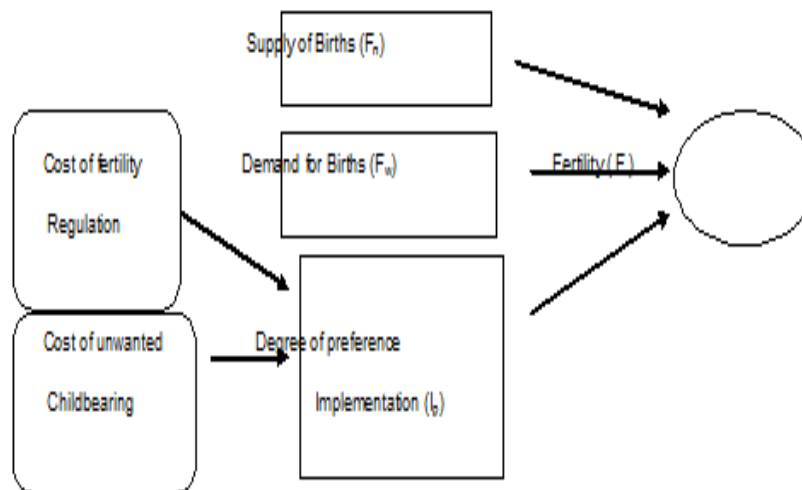 Supply of Births (Fₙ)
Cost of fertility
Regulation
Demand for Births (F_w)
Fertility ( F )
Cost of unwanted
Childbearing
Degree of preference
Implementation (Iₚ)